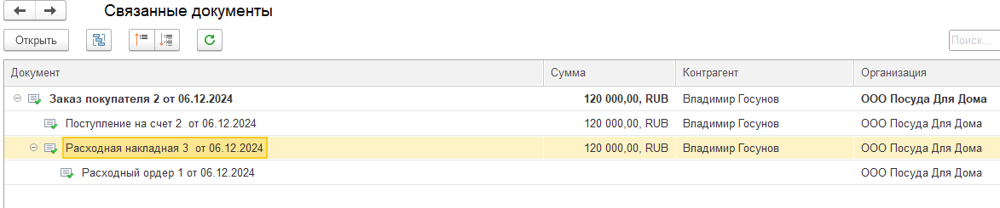 Связанные документы
Открыть
Поиск...
Документ Сумма Контрагент Организация
Заказ покупателя 2 от 06.12.2024 120 000,00, RUB Владимир Госунов ООО Посуда Для Дома
Поступление на счет 2 от 06.12.2024 120 000,00, RUB Владимир Госунов ООО Посуда Для Дома
Расходная накладная 3 от 06.12.2024 120 000,00, RUB Владимир Госунов ООО Посуда Для Дома
Расходный ордер 1 от 06.12.2024 ООО Посуда Для Дома